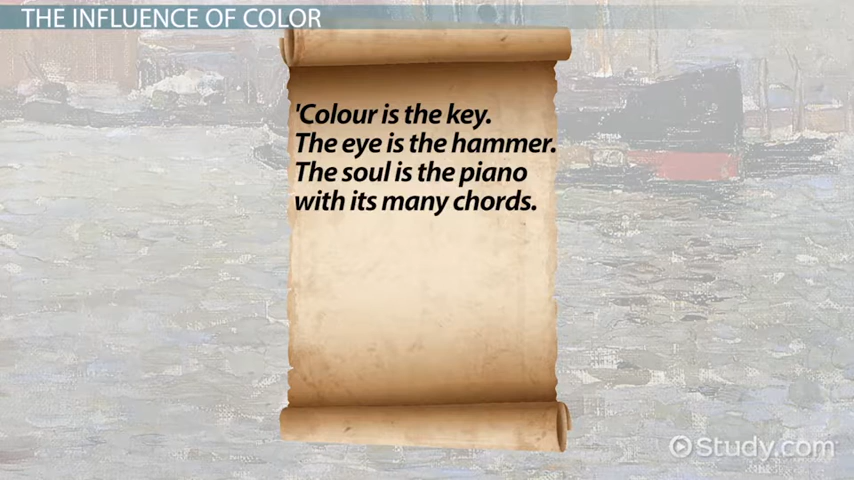 THE INFLUENCE OF COLOR
'Colour is the key.
The eye is the hammer.
The soul is the piano
with its many chords.
Study.com